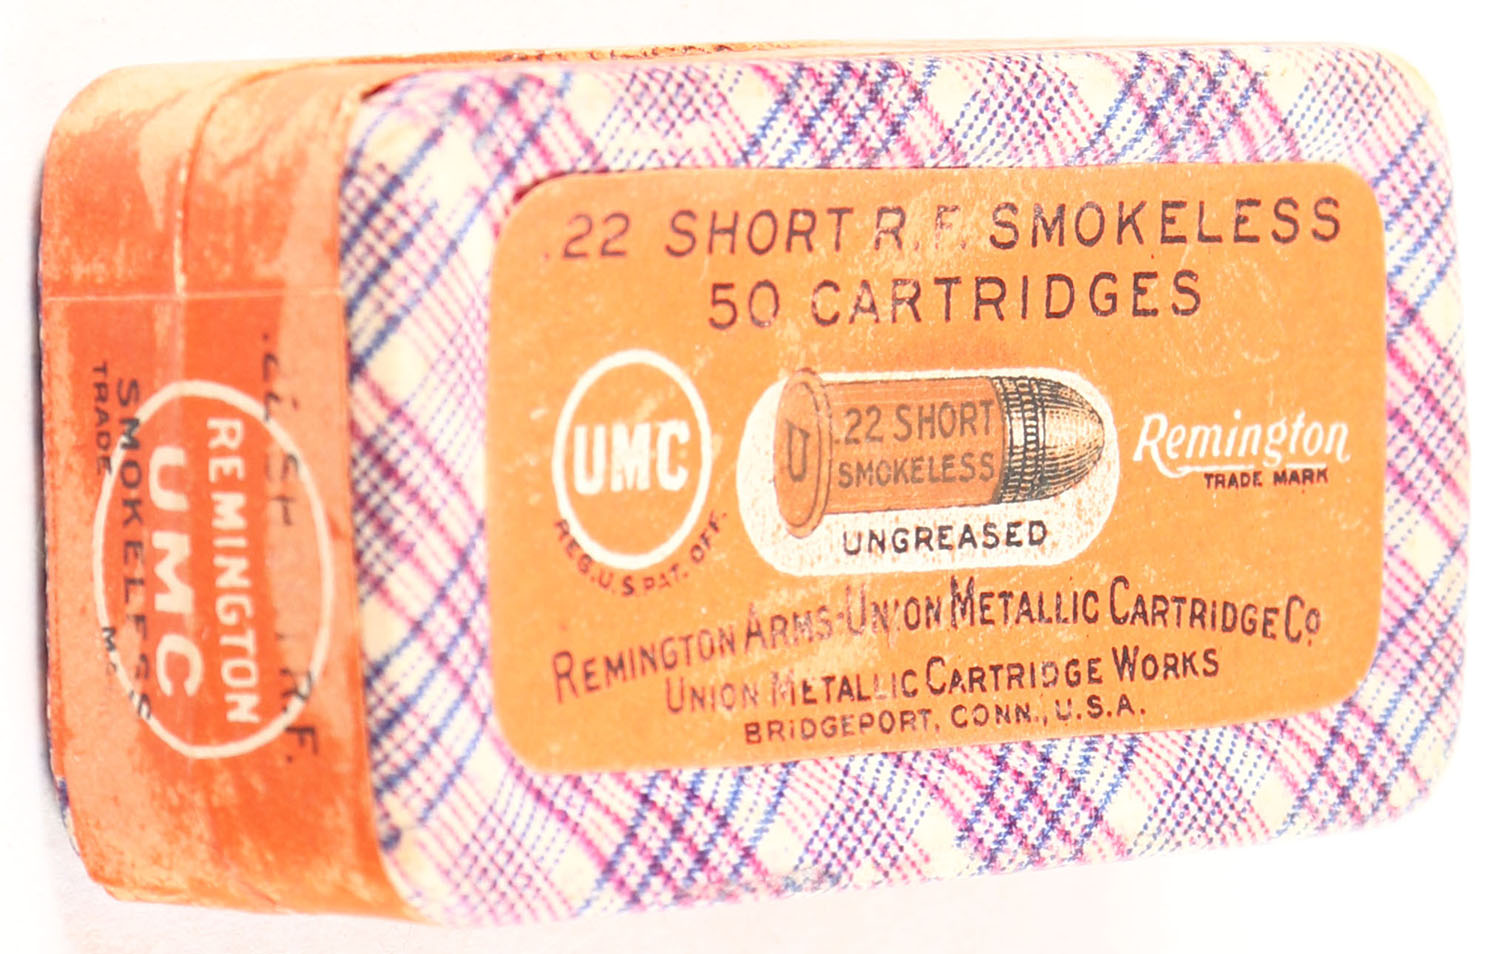 .22 SHORT R.F. SMOKELESS
50 CARTRIDGES
UMC
REG. U.S. PAT. OFF.
U
.22 SHORT
SMOKELESS
UNGREASED
Remington
TRADE MARK
REMINGTON ARMS-UNION METALLIC CARTRIDGE CO.
UNION METALLIC CARTRIDGE WORKS
BRIDGEPORT, CONN., U.S.A.
R.F.
REMINGTON
UMC
SMOKELESS
TRADE